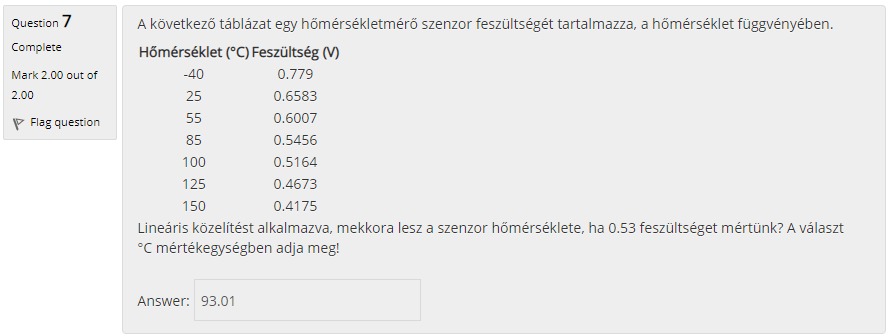 Question 7
Complete
Mark 2.00 out of
2.00
Flag question
A következő táblázat egy hőmérsékletmérő szenzor feszültségét tartalmazza, a hőmérséklet függvényében.
Hőmérséklet (°C) Feszültség (V)
-40 0.779
25 0.6583
55 0.6007
85 0.5456
100 0.5164
125 0.4673
150 0.4175
Lineáris közelítést alkalmazva, mekkora lesz a szenzor hőmérséklete, ha 0.53 feszültséget mértünk? A választ
°C mértékegységben adja meg!
Answer: 93.01